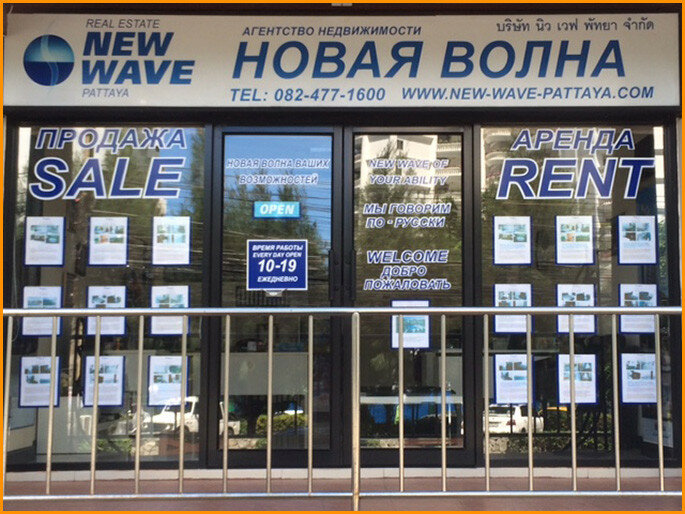 REAL ESTATE
NEW
WAVE
PATTAYA
АГЕНТСТВО НЕДВИЖИМОСТИ
บริษัท นิว เวฟ พัทยา จำกัด
НОВАЯ ВОЛНА
TEL: 082-477-1600 WWW.NEW-WAVE-PATTAYA.COM
ПРОДАЖА
SALE
НОВАЯ ВОЛНА ВАШИХ
ВОЗМОЖНОСТЕЙ
OPEN
ВРЕМЯ РАБОТЫ
EVERY DAY OPEN
10-19
ЕЖЕДНЕВНО
NEW WAVE OF
YOUR ABILITY
МЫ ГОВОРИМ
ПО - РУССКИ
WELCOME
ДОБРО
ПОЖАЛОВАТЬ
АРЕНДА
RENT